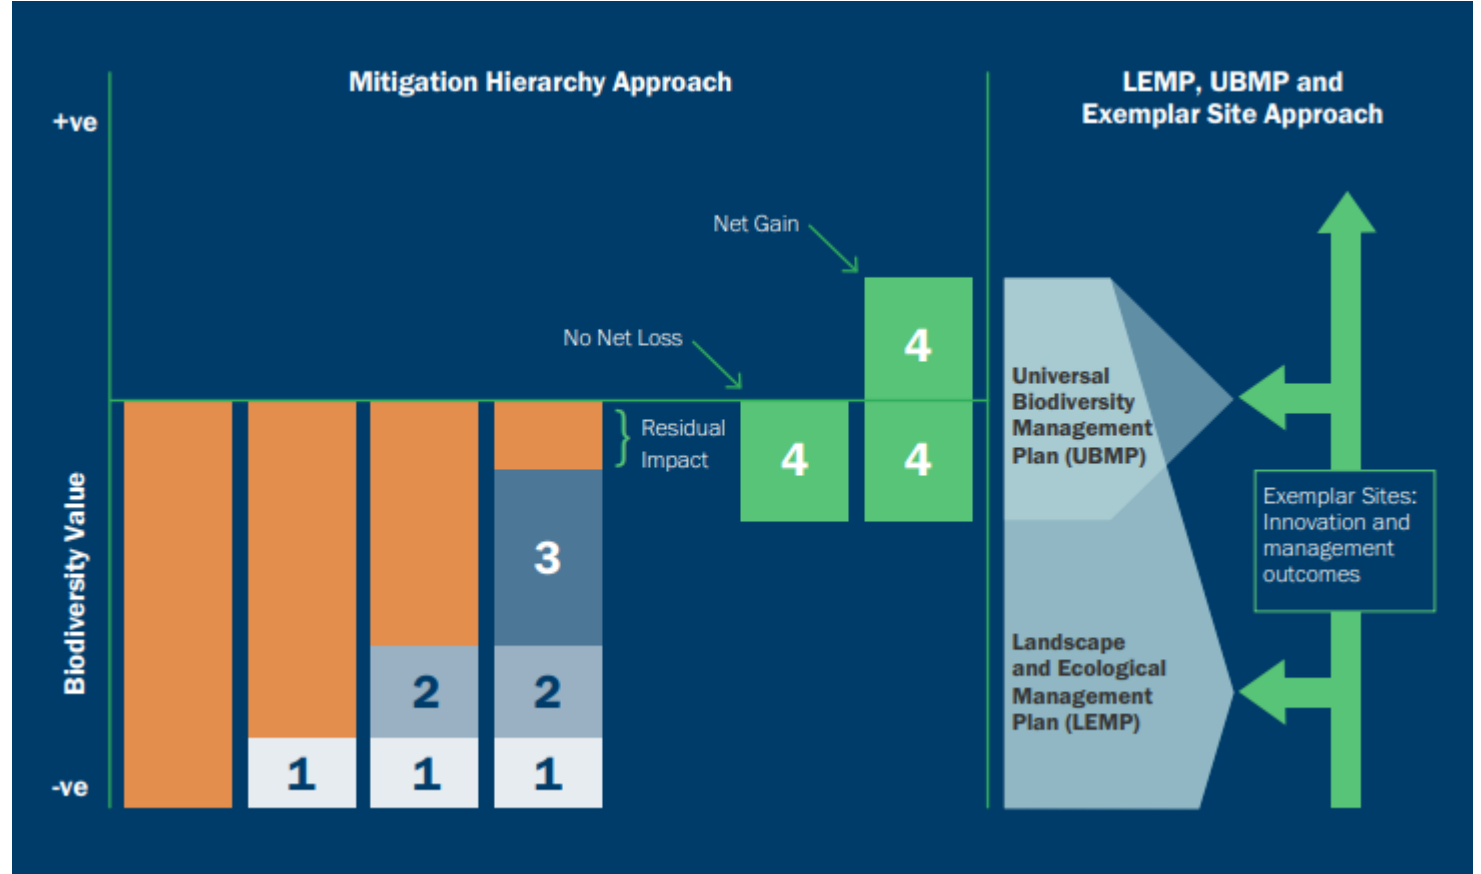 Mitigation Hierarchy Approach
LEMP, UBMP and
Exemplar Site Approach
+ve
Net Gain
No Net Loss
4
Residual
Impact
4
4
3
2
2
1
1
1
Biodiversity Value
-ve
Universal
Biodiversity
Management
Plan (UBMP)
Landscape
and Ecological
Management
Plan (LEMP)
Exemplar Sites:
Innovation and
management
outcomes